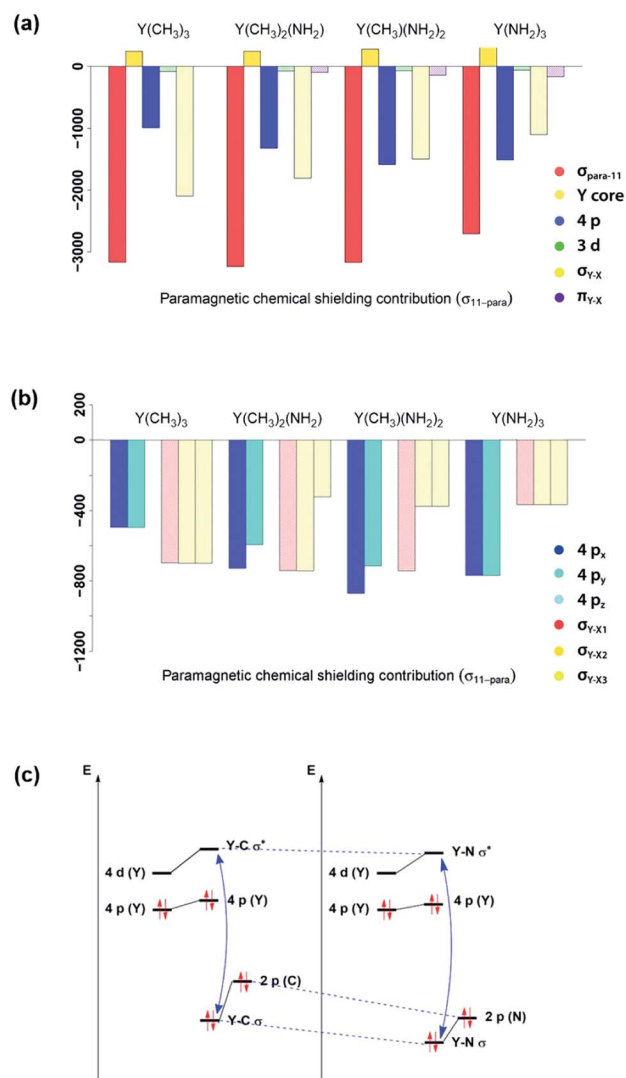 (a)
Y(CH₃)₃ Y(CH₃)₂(NH₂) Y(CH₃)(NH₂)₂ Y(NH₂)₃
0
−1000
−2000
−3000
σpara-11
Y core
4 p
3 d
σY-X
πY-X
Paramagnetic chemical shielding contribution (σ11−para)
(b)
200
Y(CH₃)₃ Y(CH₃)₂(NH₂) Y(CH₃)(NH₂)₂ Y(NH₂)₃
0
−400
−800
−1200
4 pₓ
4 py
4 pz
σY-X1
σY-X2
σY-X3
Paramagnetic chemical shielding contribution (σ11−para)
(c)
E E
Y-C σ* Y-N σ*
4 d (Y) 4 d (Y)
4 p (Y) 4 p (Y) 4 p (Y) 4 p (Y)
2 p (C)
2 p (N)
Y-C σ
Y-N σ